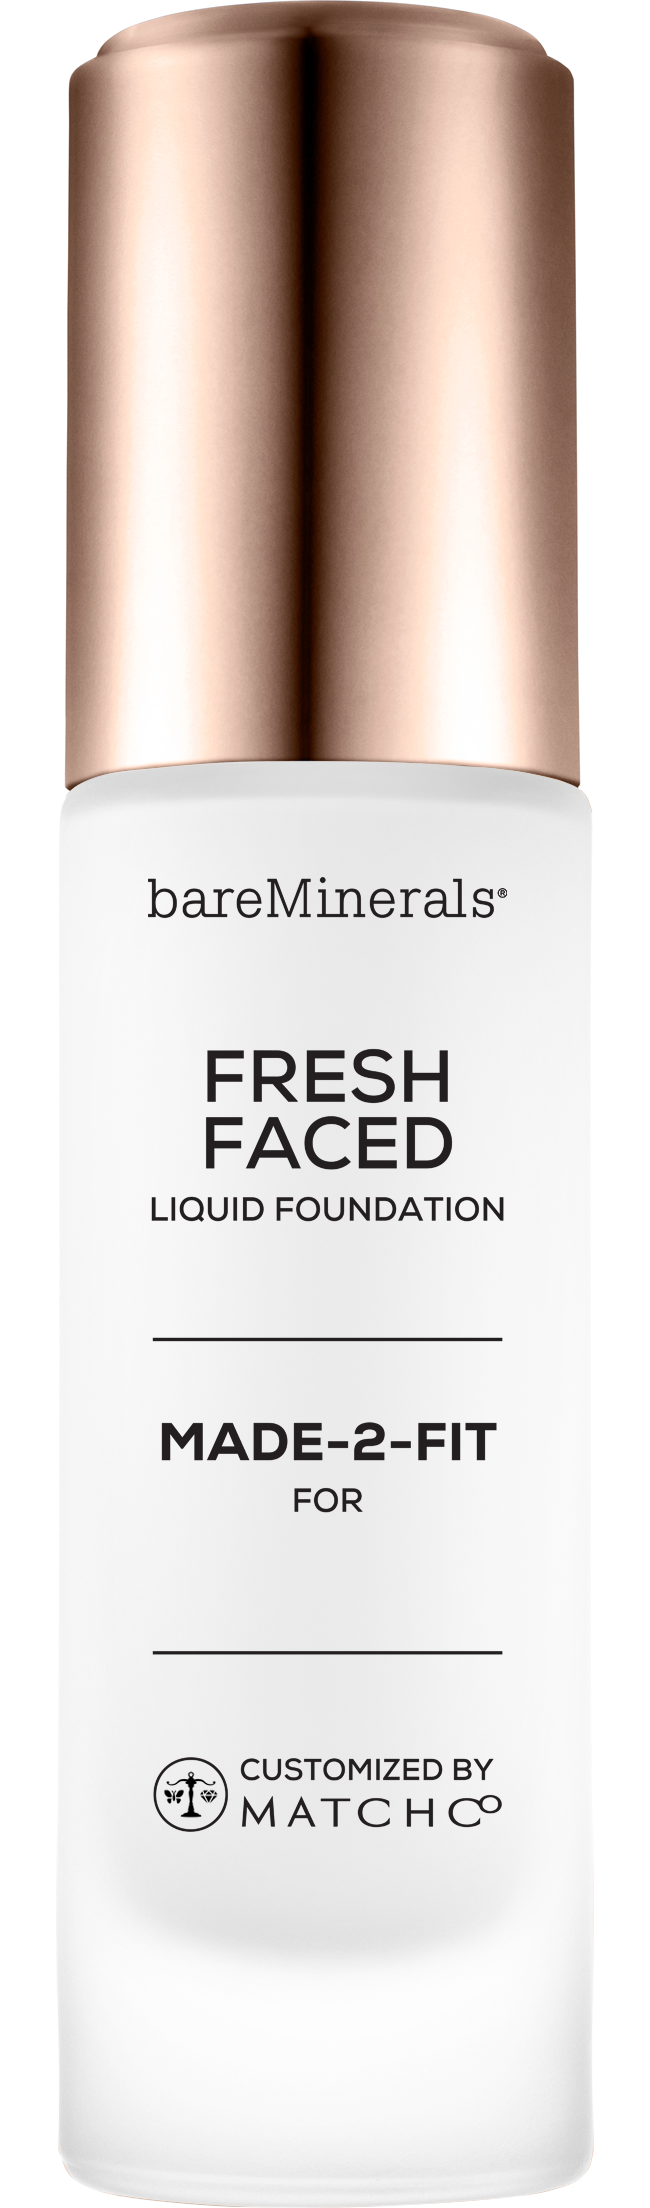 bareMinerals®
FRESH
FACED
LIQUID FOUNDATION
MADE-2-FIT
FOR
CUSTOMIZED BY
MATCHCO